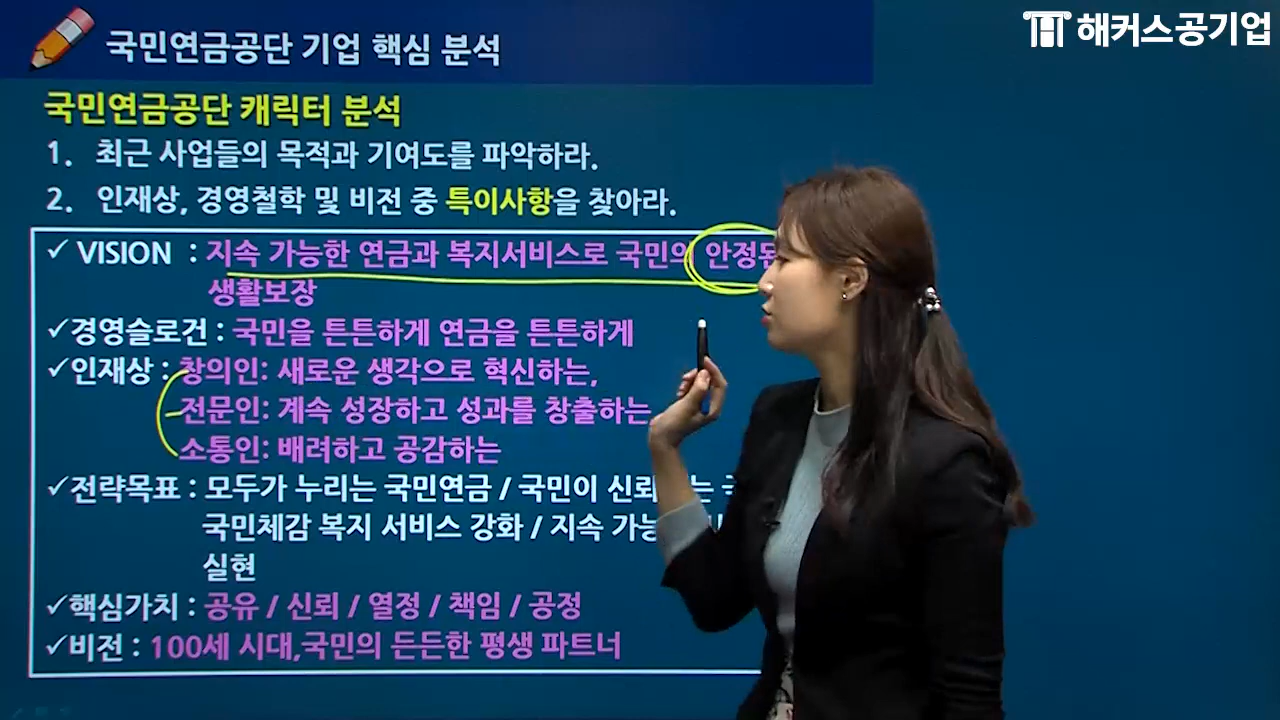 국민연금공단 기업 핵심 분석
해커스공기업
국민연금공단 캐릭터 분석
1. 최근 사업들의 목적과 기여도를 파악하라.
2. 인재상, 경영철학 및 비전 중 특이사항을 찾아라.
✓ VISION : 지속 가능한 연금과 복지서비스로 국민의 안정된
생활보장
✓경영슬로건 : 국민을 튼튼하게 연금을 튼튼하게
✓인재상 : 창의인: 새로운 생각으로 혁신하는,
전문인: 계속 성장하고 성과를 창출하는
소통인: 배려하고 공감하는
✓전략목표 : 모두가 누리는 국민연금 / 국민이
국민체감 복지 서비스 강화 / 지속
실현
✓핵심가치 : 공유 / 신뢰 / 열정 / 책임 / 공정
✓비전 : 100세 시대,국민의 든든한 평생 파트너